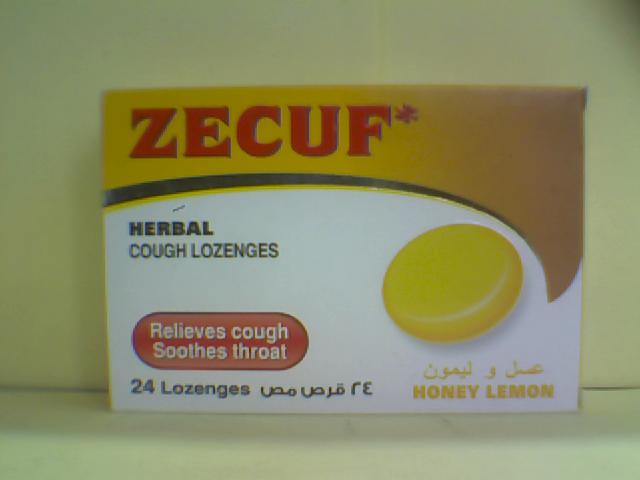 ZECUF*
HERBAL
COUGH LOZENGES
Relieves cough
Soothes throat
24 Lozenges ٢٤ قرص مص
عسل و ليمون
HONEY LEMON